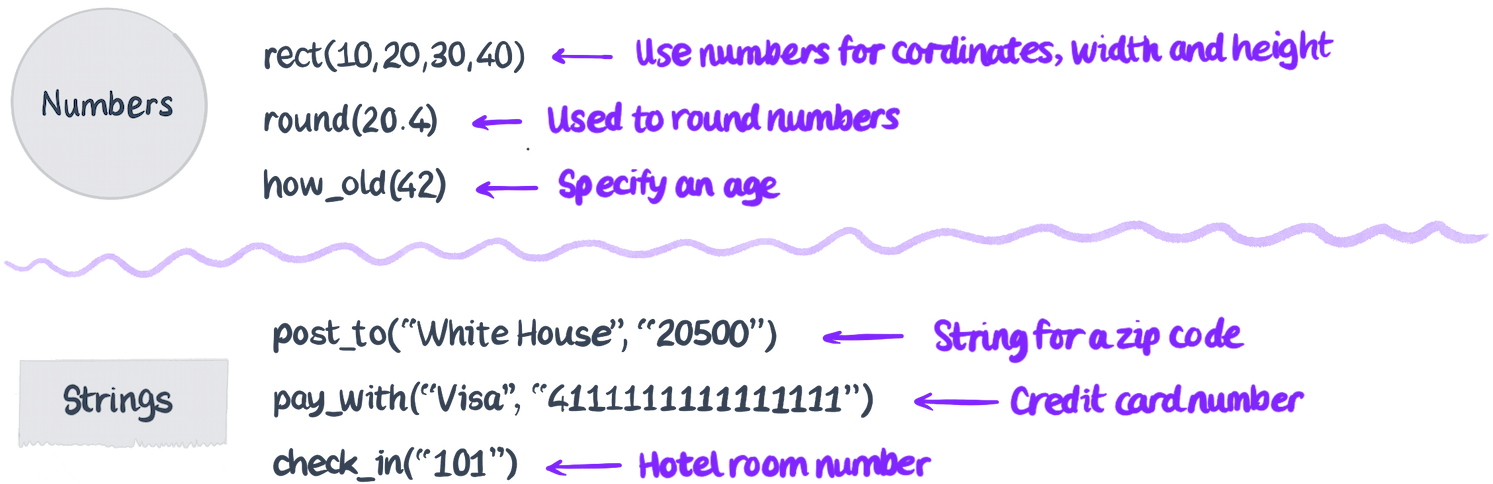 Numbers
rect(10,20,30,40) ← Use numbers for cordinates, width and height
round(20.4) ← Used to round numbers
how_old(42) ← Specify an age
Strings
post_to(“White House”, “20500”) ← String for a zip code
pay_with(“Visa”, “4111111111111111”) ← Credit card number
check_in(“101”) ← Hotel room number